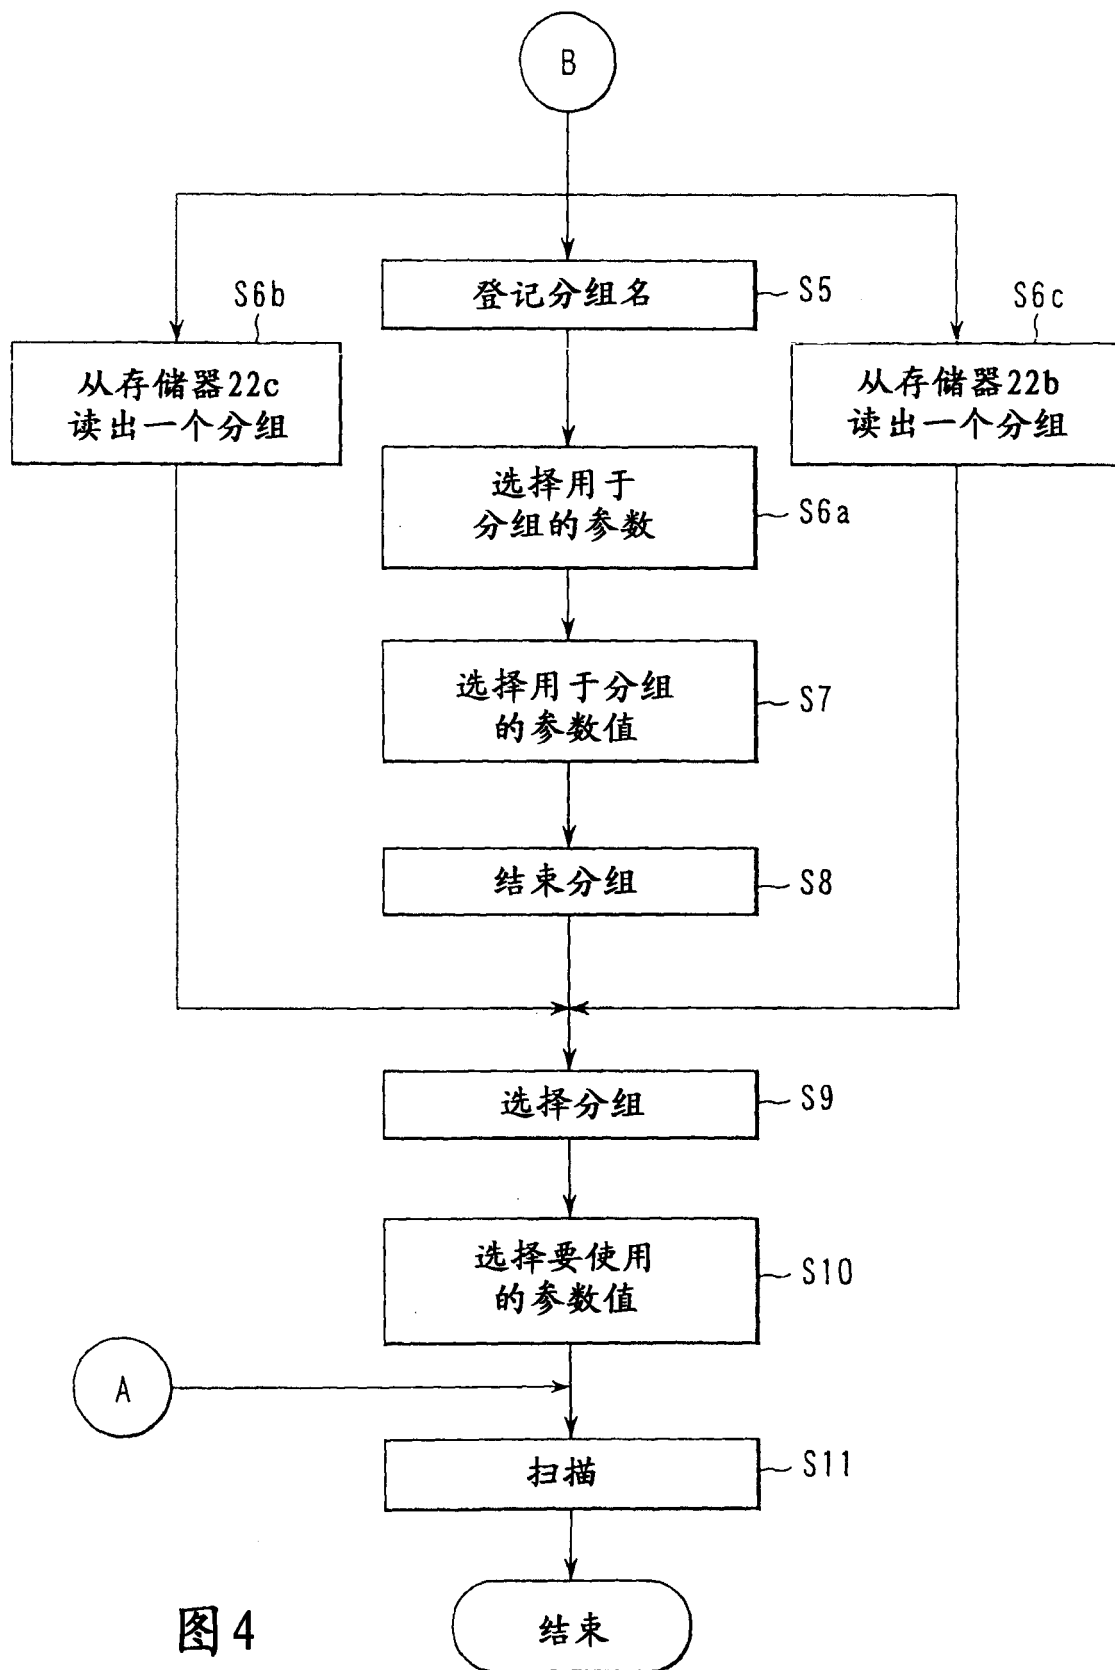 B
登记分组名
S5
S6b
从存储器22c
读出一个分组
S6c
从存储器22b
读出一个分组
选择用于
分组的参数
S6a
选择用于分组
的参数值
S7
结束分组
S8
选择分组
S9
选择要使用
的参数值
S10
A
扫描
S11
结束
图4